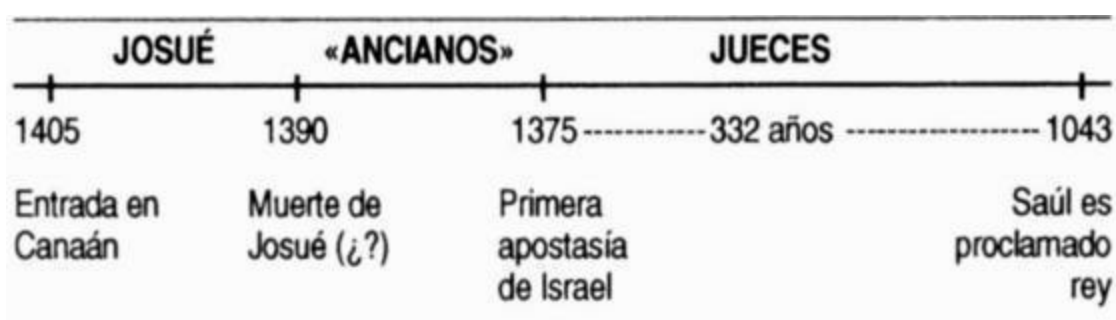 JOSUÉ «ANCIANOS» JUECES
1405 1390 1375 ------------ 332 años ------------------- 1043
Entrada en Muerte de Primera Saúl es
Canaán Josué (¿?) apostasía proclamado
de Israel rey